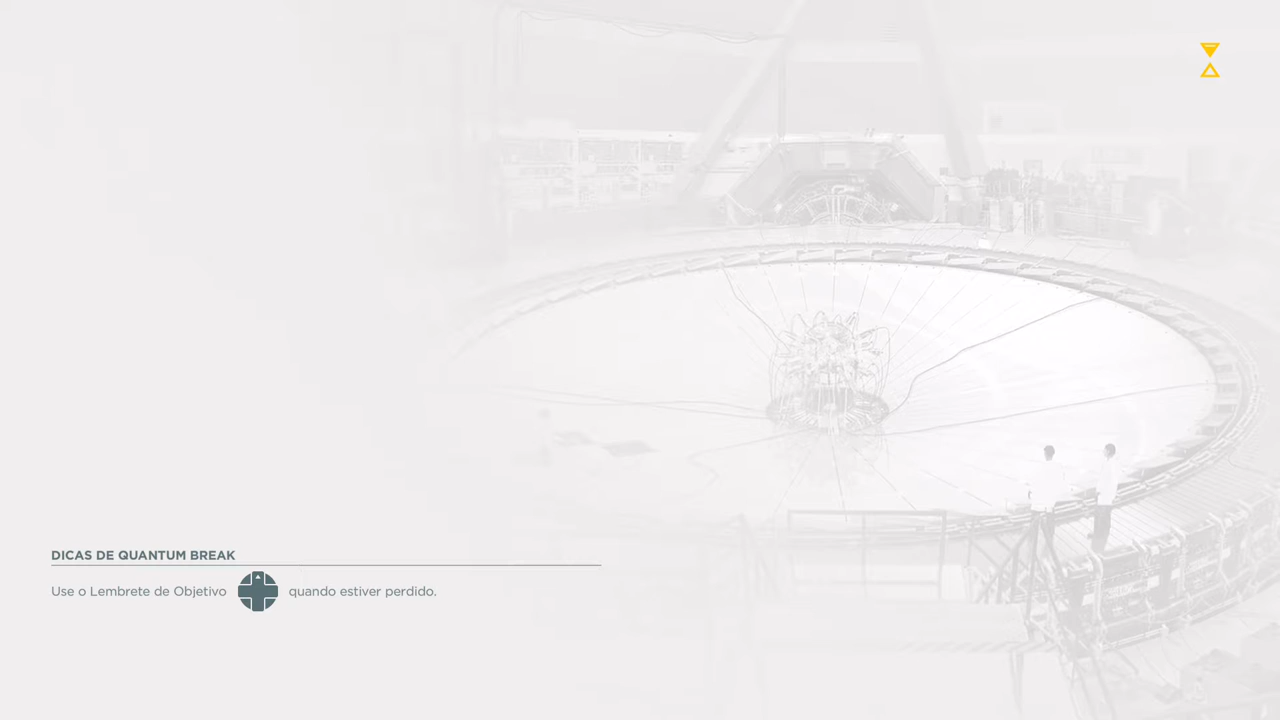 DICAS DE QUANTUM BREAK
Use o Lembrete de Objetivo quando estiver perdido.